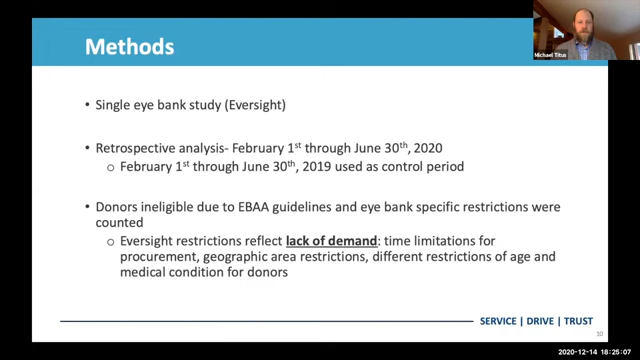 Methods
Michael Titus
• Single eye bank study (Eversight)
• Retrospective analysis- February 1st through June 30th, 2020
o February 1st through June 30th, 2019 used as control period
• Donors ineligible due to EBAA guidelines and eye bank specific restrictions were
counted
o Eversight restrictions reflect lack of demand: time limitations for
procurement, geographic area restrictions, different restrictions of age and
medical condition for donors
SERVICE | DRIVE | TRUST
10
2020-12-14 18:25:07